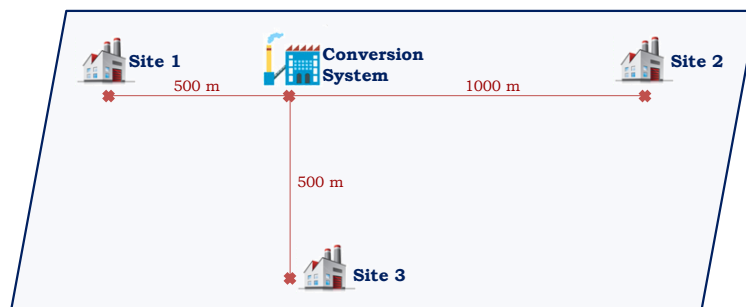 Site 1
Conversion
System
Site 2
500 m
1000 m
500 m
Site 3